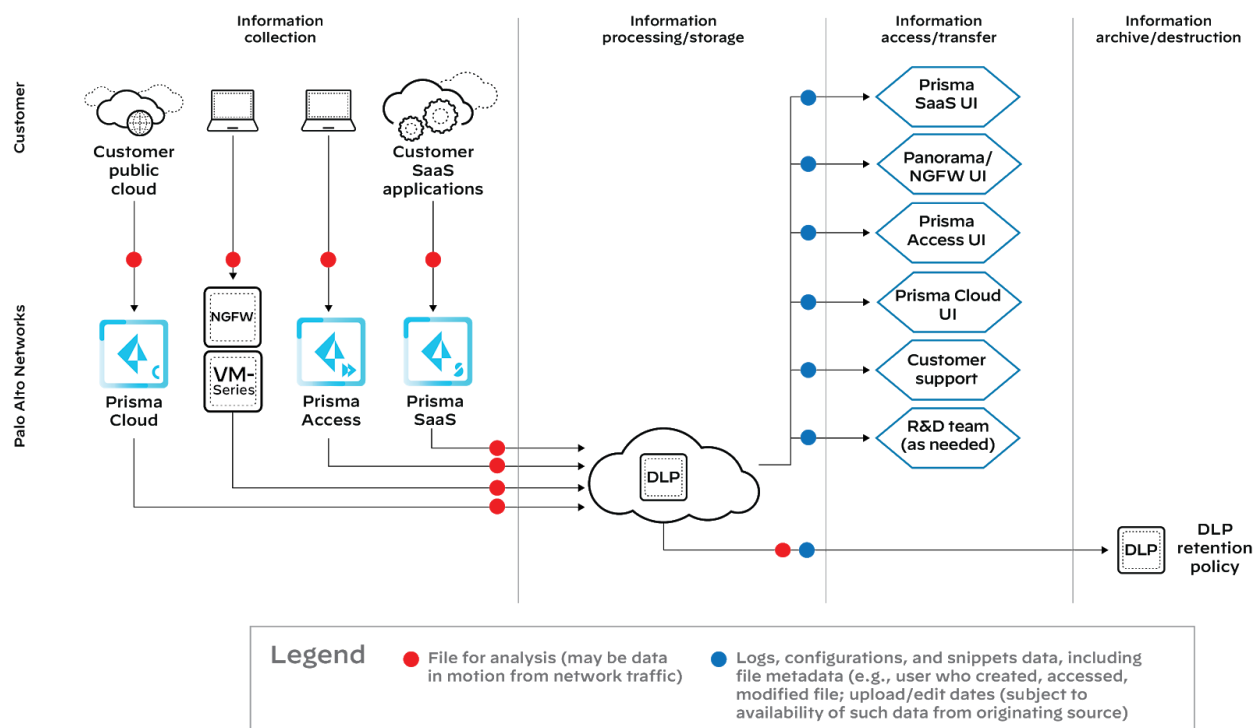 Information
collection
Information
processing/storage
Information
access/transfer
Information
archive/destruction
Customer
Customer
public
cloud
Customer
SaaS
applications
Prisma
SaaS UI
Panorama/
NGFW UI
Prisma
Access UI
Prisma Cloud
UI
Customer
support
R&D team
(as needed)
Palo Alto Networks
NGFW
VM-
Series
Prisma
Cloud
Prisma
Access
Prisma
SaaS
DLP
DLP
DLP
retention
policy
Legend
File for analysis (may be data
in motion from network traffic)
Logs, configurations, and snippets data, including
file metadata (e.g., user who created, accessed,
modified file; upload/edit dates (subject to
availability of such data from originating source)